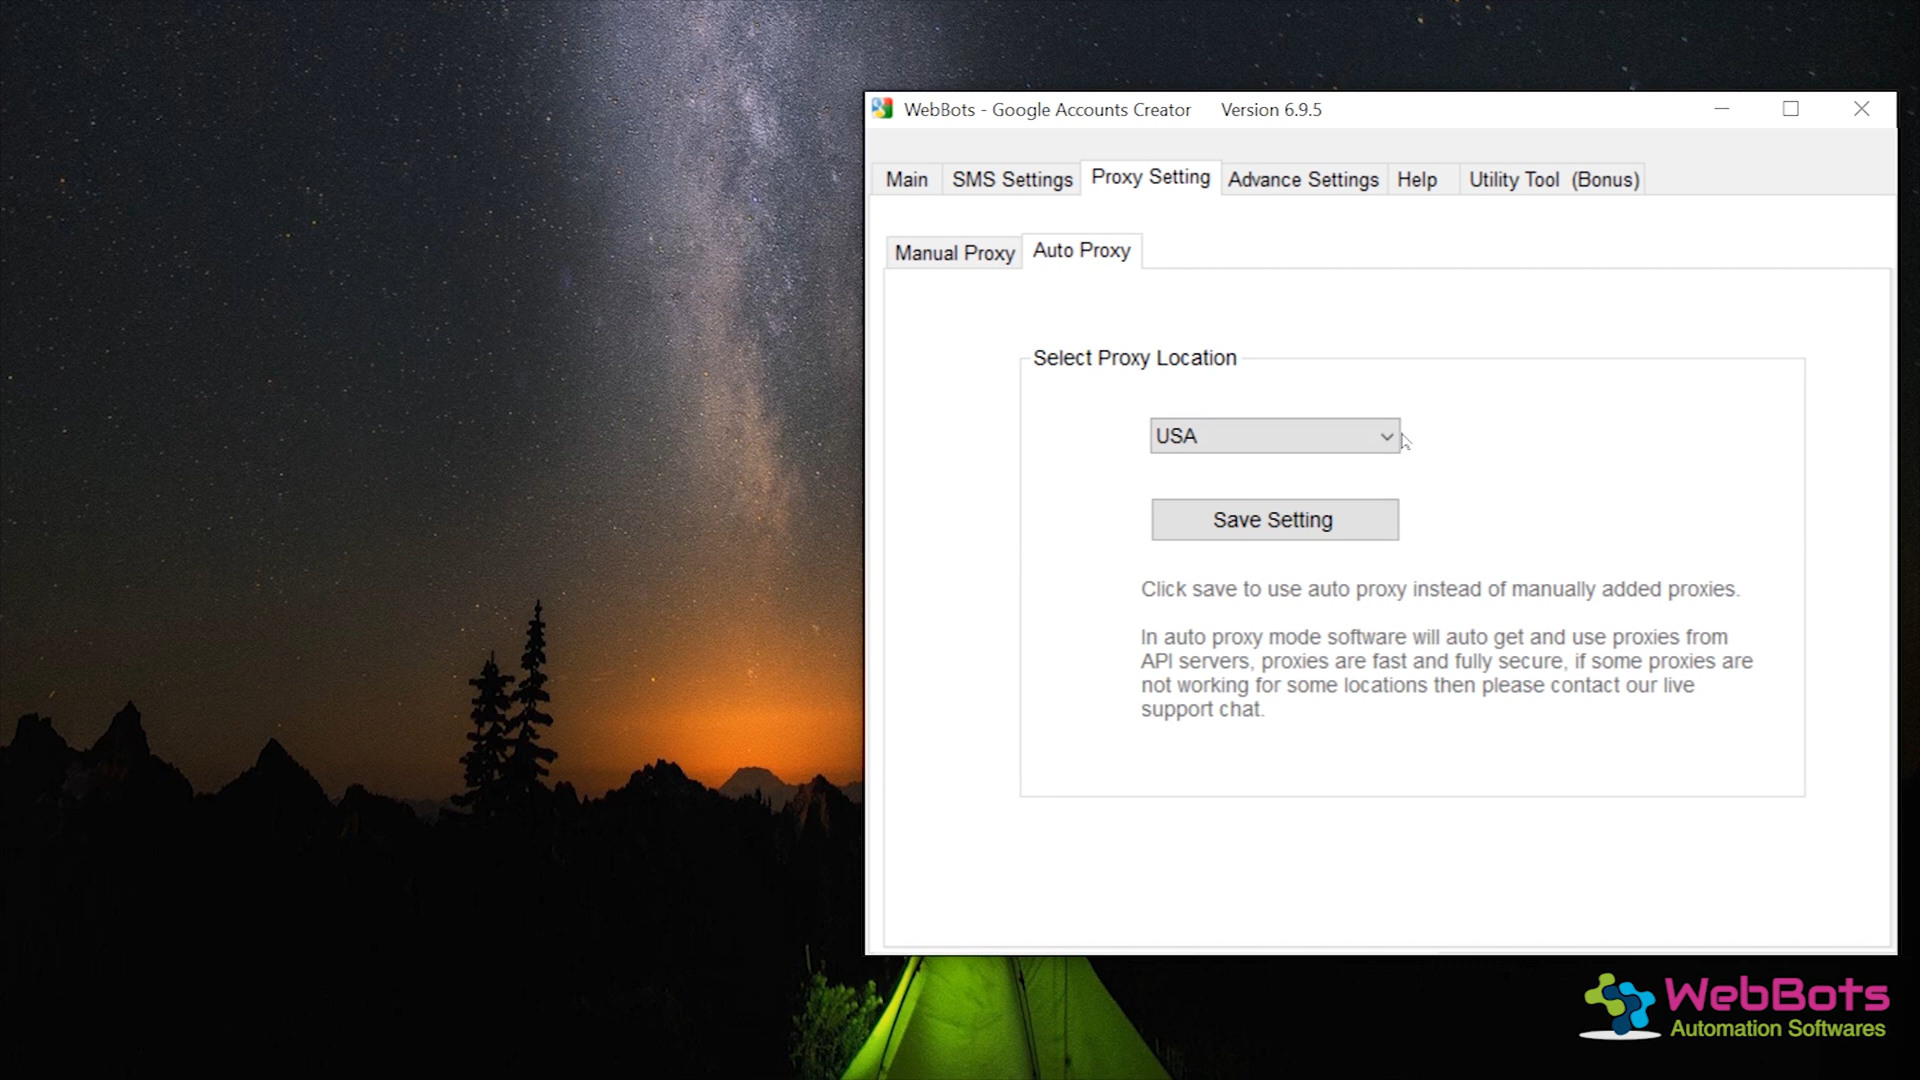 WebBots - Google Accounts Creator Version 6.9.5
Main SMS Settings Proxy Setting Advance Settings Help Utility Tool (Bonus)
Manual Proxy Auto Proxy
Select Proxy Location
USA
Save Setting
Click save to use auto proxy instead of manually added proxies.
In auto proxy mode software will auto get and use proxies from
API servers, proxies are fast and fully secure, if some proxies are
not working for some locations then please contact our live
support chat.
WebBots
Automation Softwares